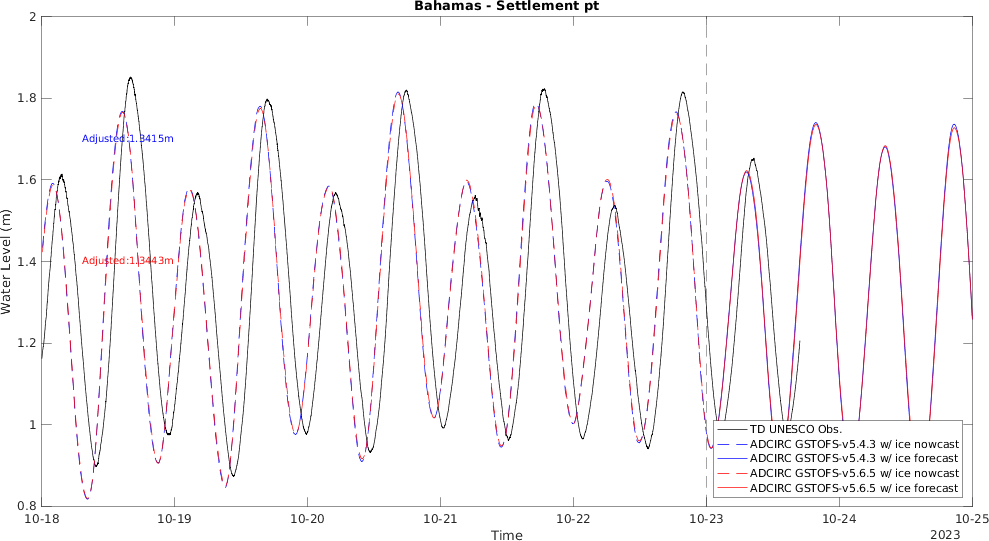 Bahamas - Settlement pt
2
1.8
1.6
1.4
1.2
1
0.8
Water Level (m)
Adjusted:1.3415m
Adjusted:1.3443m
TD UNESCO Obs.
ADCIRC GSTOFS-v5.4.3 w/ ice nowcast
ADCIRC GSTOFS-v5.4.3 w/ ice forecast
ADCIRC GSTOFS-v5.6.5 w/ ice nowcast
ADCIRC GSTOFS-v5.6.5 w/ ice forecast
10-18 10-19 10-20 10-21 10-22 10-23 10-24 10-25
Time
2023